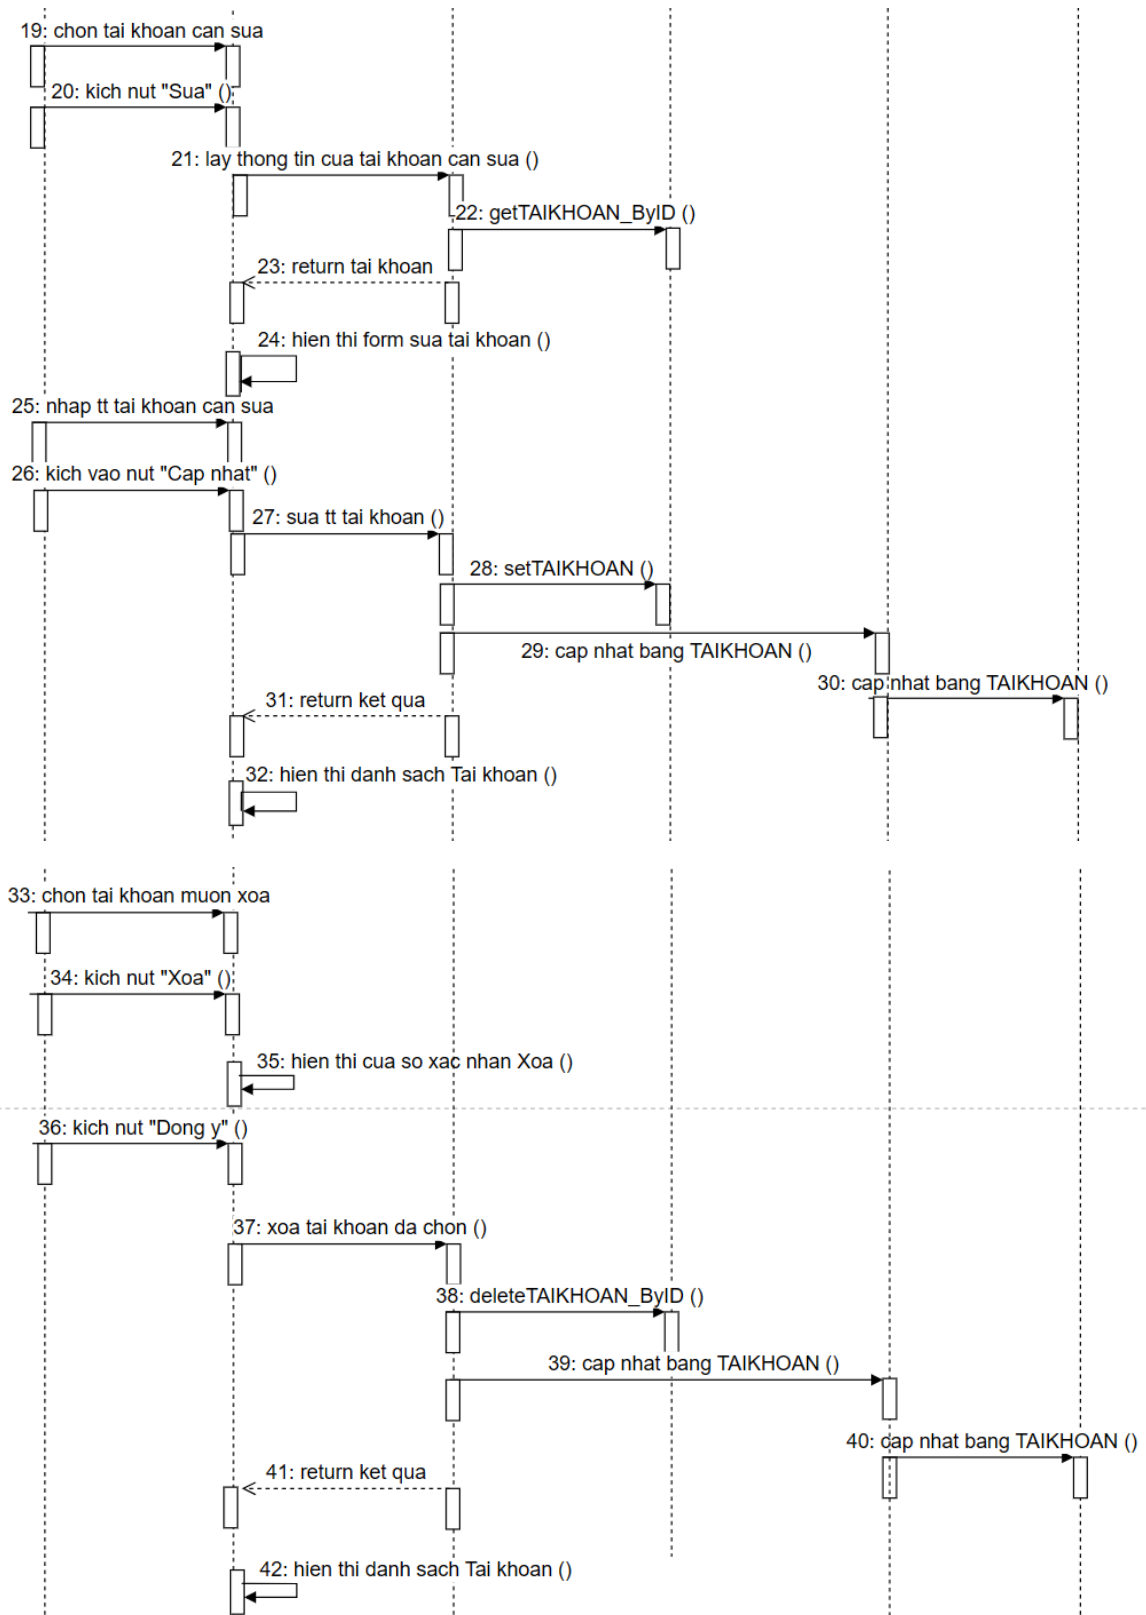 19: chon tai khoan can sua
20: kich nut "Sua" ()
21: lay thong tin cua tai khoan can sua ()
22: getTAIKHOAN_ByID ()
23: return tai khoan
24: hien thi form sua tai khoan ()
25: nhap tt tai khoan can sua
26: kich vao nut "Cap nhat" ()
27: sua tt tai khoan ()
28: setTAIKHOAN ()
29: cap nhat bang TAIKHOAN ()
30: cap nhat bang TAIKHOAN ()
31: return ket qua
32: hien thi danh sach Tai khoan ()
33: chon tai khoan muon xoa
34: kich nut "Xoa" ()
35: hien thi cua so xac nhan Xoa ()
36: kich nut "Dong y" ()
37: xoa tai khoan da chon ()
38: deleteTAIKHOAN_ByID ()
39: cap nhat bang TAIKHOAN ()
40: cap nhat bang TAIKHOAN ()
41: return ket qua
42: hien thi danh sach Tai khoan ()